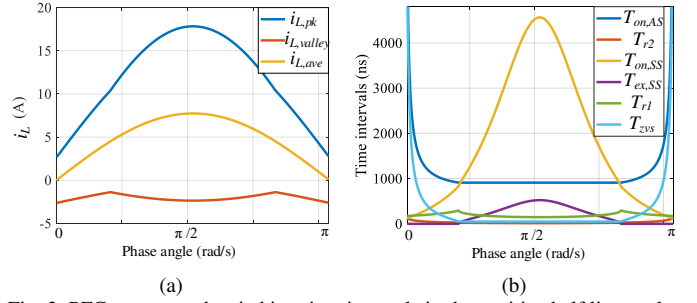 20
15
10
5
0
-5
i_L (A)
i_{L,pk}
i_{L,valley}
i_{L,ave}
0
π /2
π
Phase angle (rad/s)
(a)
4000
3000
2000
1000
0
Time intervals (ns)
T_{on,AS}
T_{r2}
T_{on,SS}
T_{ex,SS}
T_{r1}
T_{zvs}
0
π /2
π
Phase angle (rad/s)
(b)